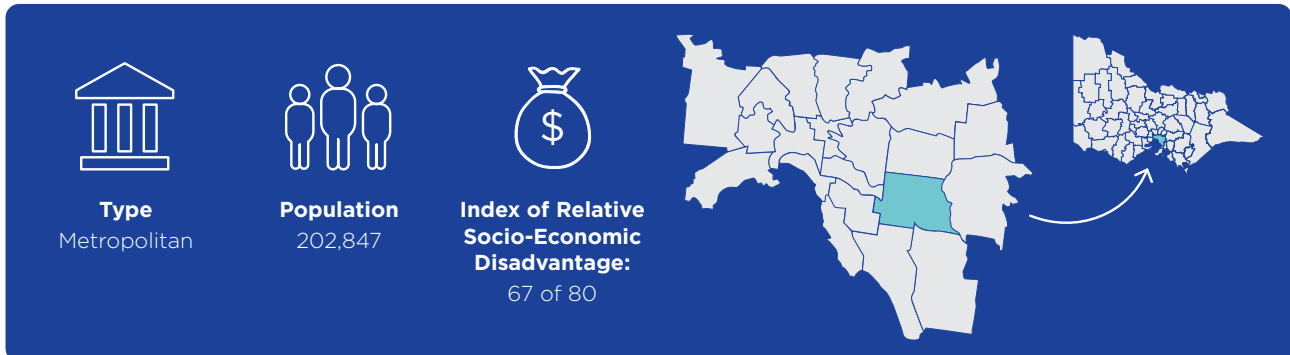 Type
Metropolitan
Population
202,847
Index of Relative
Socio-Economic
Disadvantage:
67 of 80
$